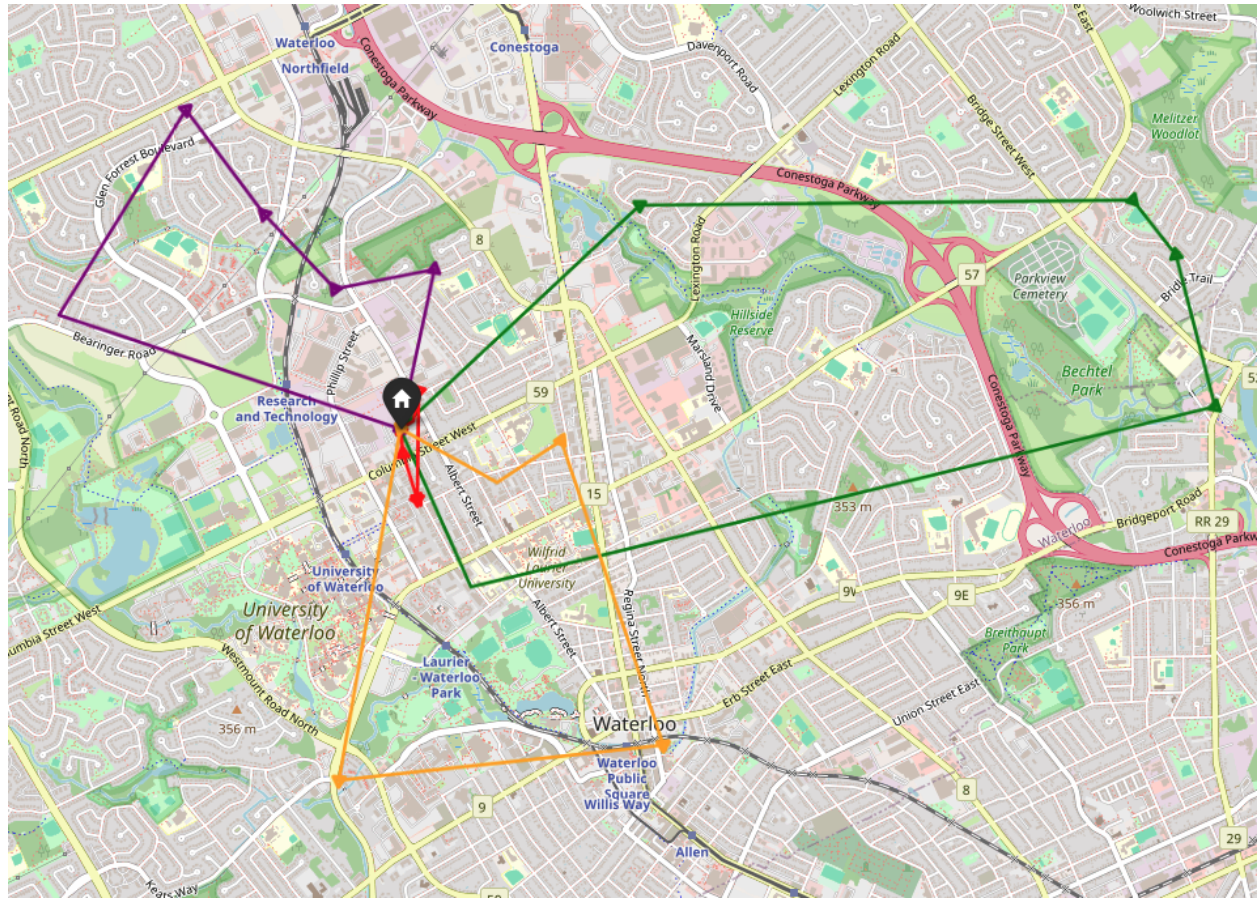 Woolwich Street
Waterloo
Northfield
Conestoga
Davenport Road
Lexington Road
Conestoga Parkway
Bridge Street West
Melitzer
Woodlot
Glen Forrest Boulevard
Conestoga Parkway
8
Lexington Road
57
Parkview
Cemetery
Bridle Trail
Hillside
Reserve
Bearinger Road
Phillip Street
Marsland Drive
Bechtel
Park
Research
and Technology
59
Conestoga Parkway
Columbia Street West
Albert Street
15
353 m
Bridgeport Road
RR 29
Waterloo
Conestoga Parkw
Wilfrid
Laurier
University
University
of Waterloo
University
of Waterloo
Regina Street North
Albert Street
9W
9E
356 m
Breithaupt
Park
umbia Street West
Westmount Road North
Laurier
- Waterloo
Park
Erb Street East
Union Street East
356 m
Waterloo
Waterloo
Public
Square
Willis Way
9
8
29
Allen
Keats Way